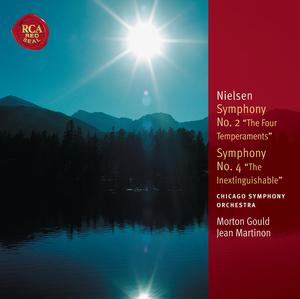 RCA
RED
SEAL
Nielsen
Symphony
No. 2 "The Four
Temperaments"
Symphony
No. 4 "The
Inextinguishable"
CHICAGO SYMPHONY
ORCHESTRA
Morton Gould
Jean Martinon